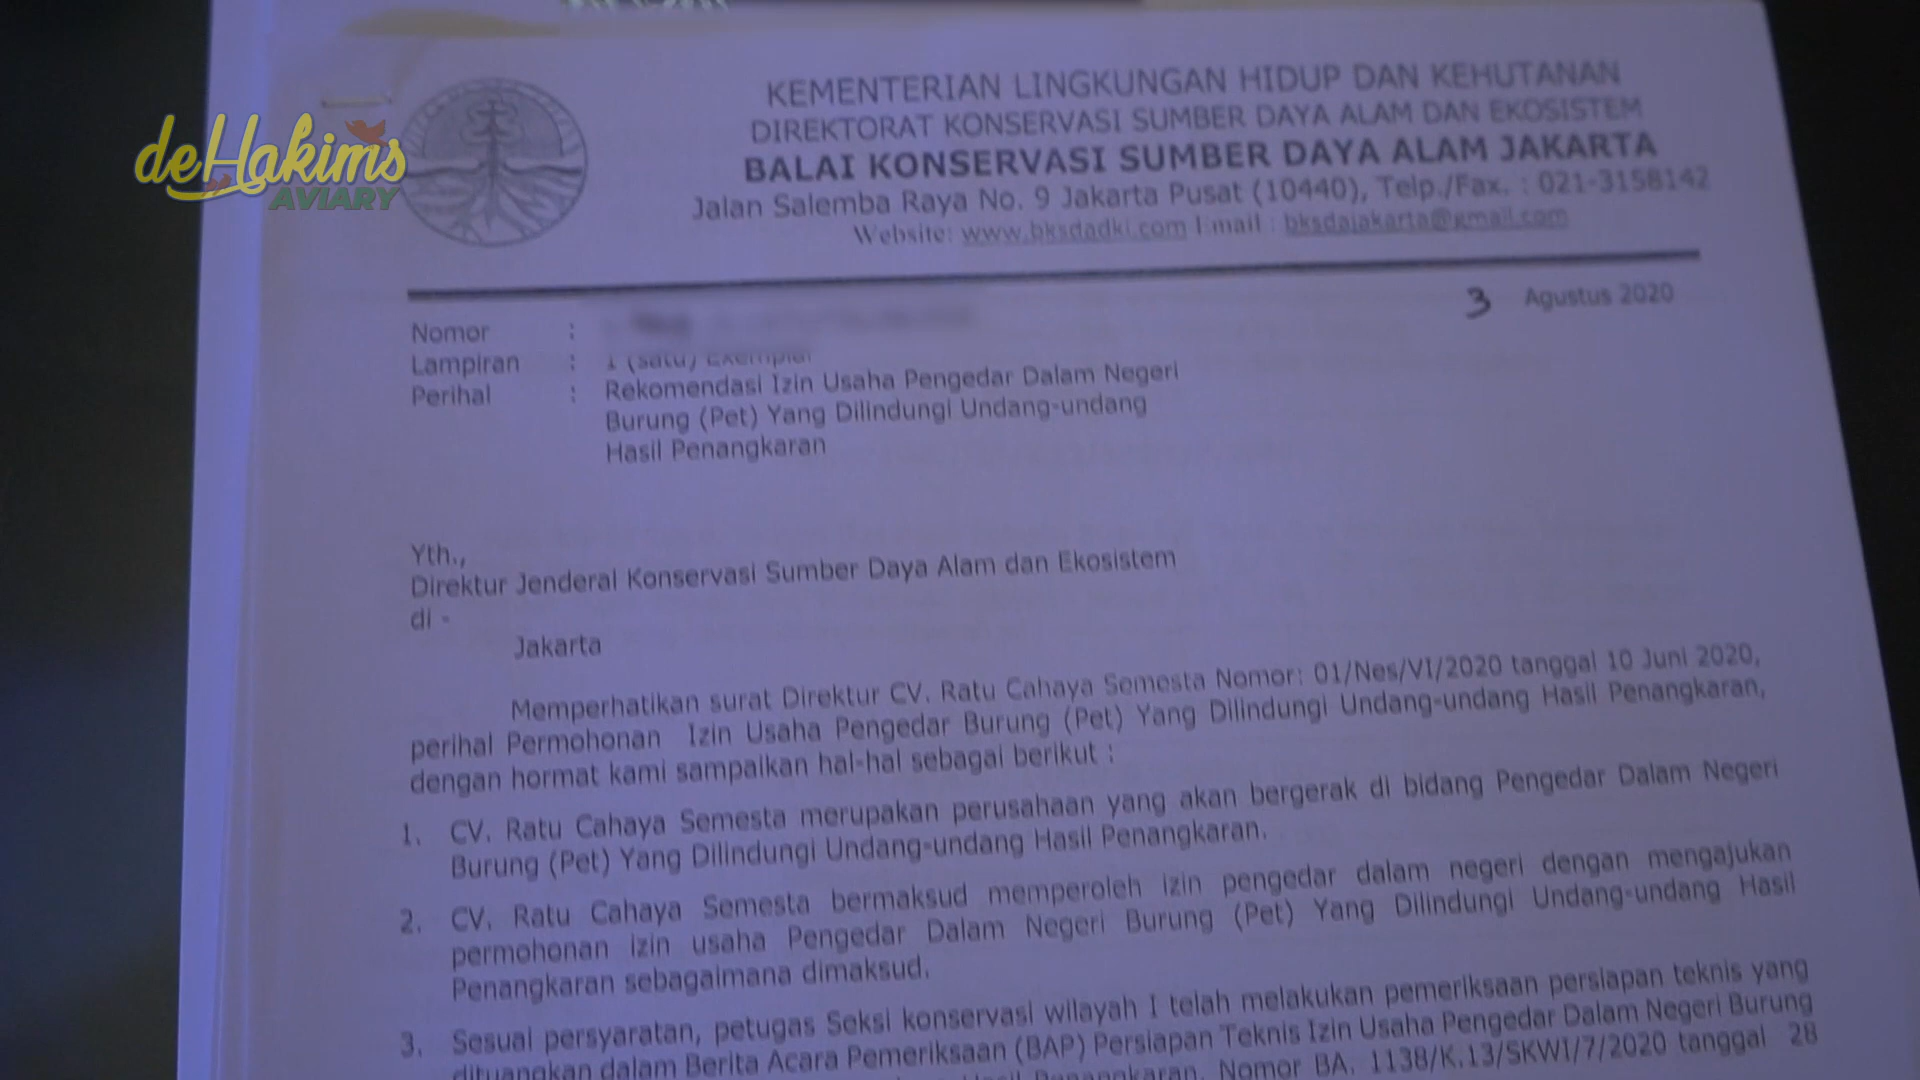 deHakims
AVIARY
KEMENTERIAN LINGKUNGAN HIDUP DAN KEHUTANAN
DIREKTORAT KONSERVASI SUMBER DAYA ALAM DAN EKOSISTEM
BALAI KONSERVASI SUMBER DAYA ALAM JAKARTA
Jalan Salemba Raya No. 9 Jakarta Pusat (10440), Telp./Fax. : 021-3158142
Website: www.bksdadki.com Email : bksdajakarta@gmail.com
3 Agustus 2020
Nomor :
Lampiran : 1 (satu) Exemplar
Perihal : Rekomendasi Izin Usaha Pengedar Dalam Negeri
Burung (Pet) Yang Dilindungi Undang-undang
Hasil Penangkaran
Yth.,
Direktur Jenderal Konservasi Sumber Daya Alam dan Ekosistem
di -
Jakarta
Memperhatikan surat Direktur CV. Ratu Cahaya Semesta Nomor: 01/Nes/VI/2020 tanggal 10 Juni 2020,
perihal Permohonan Izin Usaha Pengedar Burung (Pet) Yang Dilindungi Undang-undang Hasil Penangkaran,
dengan hormat kami sampaikan hal-hal sebagai berikut :
1. CV. Ratu Cahaya Semesta merupakan perusahaan yang akan bergerak di bidang Pengedar Dalam Negeri
Burung (Pet) Yang Dilindungi Undang-undang Hasil Penangkaran.
2. CV. Ratu Cahaya Semesta bermaksud memperoleh izin pengedar dalam negeri dengan mengajukan
permohonan izin usaha Pengedar Dalam Negeri Burung (Pet) Yang Dilindungi Undang-undang Hasil
Penangkaran sebagaimana dimaksud.
3. Sesuai persyaratan, petugas Seksi konservasi wilayah I telah melakukan pemeriksaan persiapan teknis yang
dituangkan dalam Berita Acara Pemeriksaan (BAP) Persiapan Teknis Izin Usaha Pengedar Dalam Negeri Burung
Hasil Penangkaran, Nomor BA. 1138/K.13/SKWI/7/2020 tanggal 28